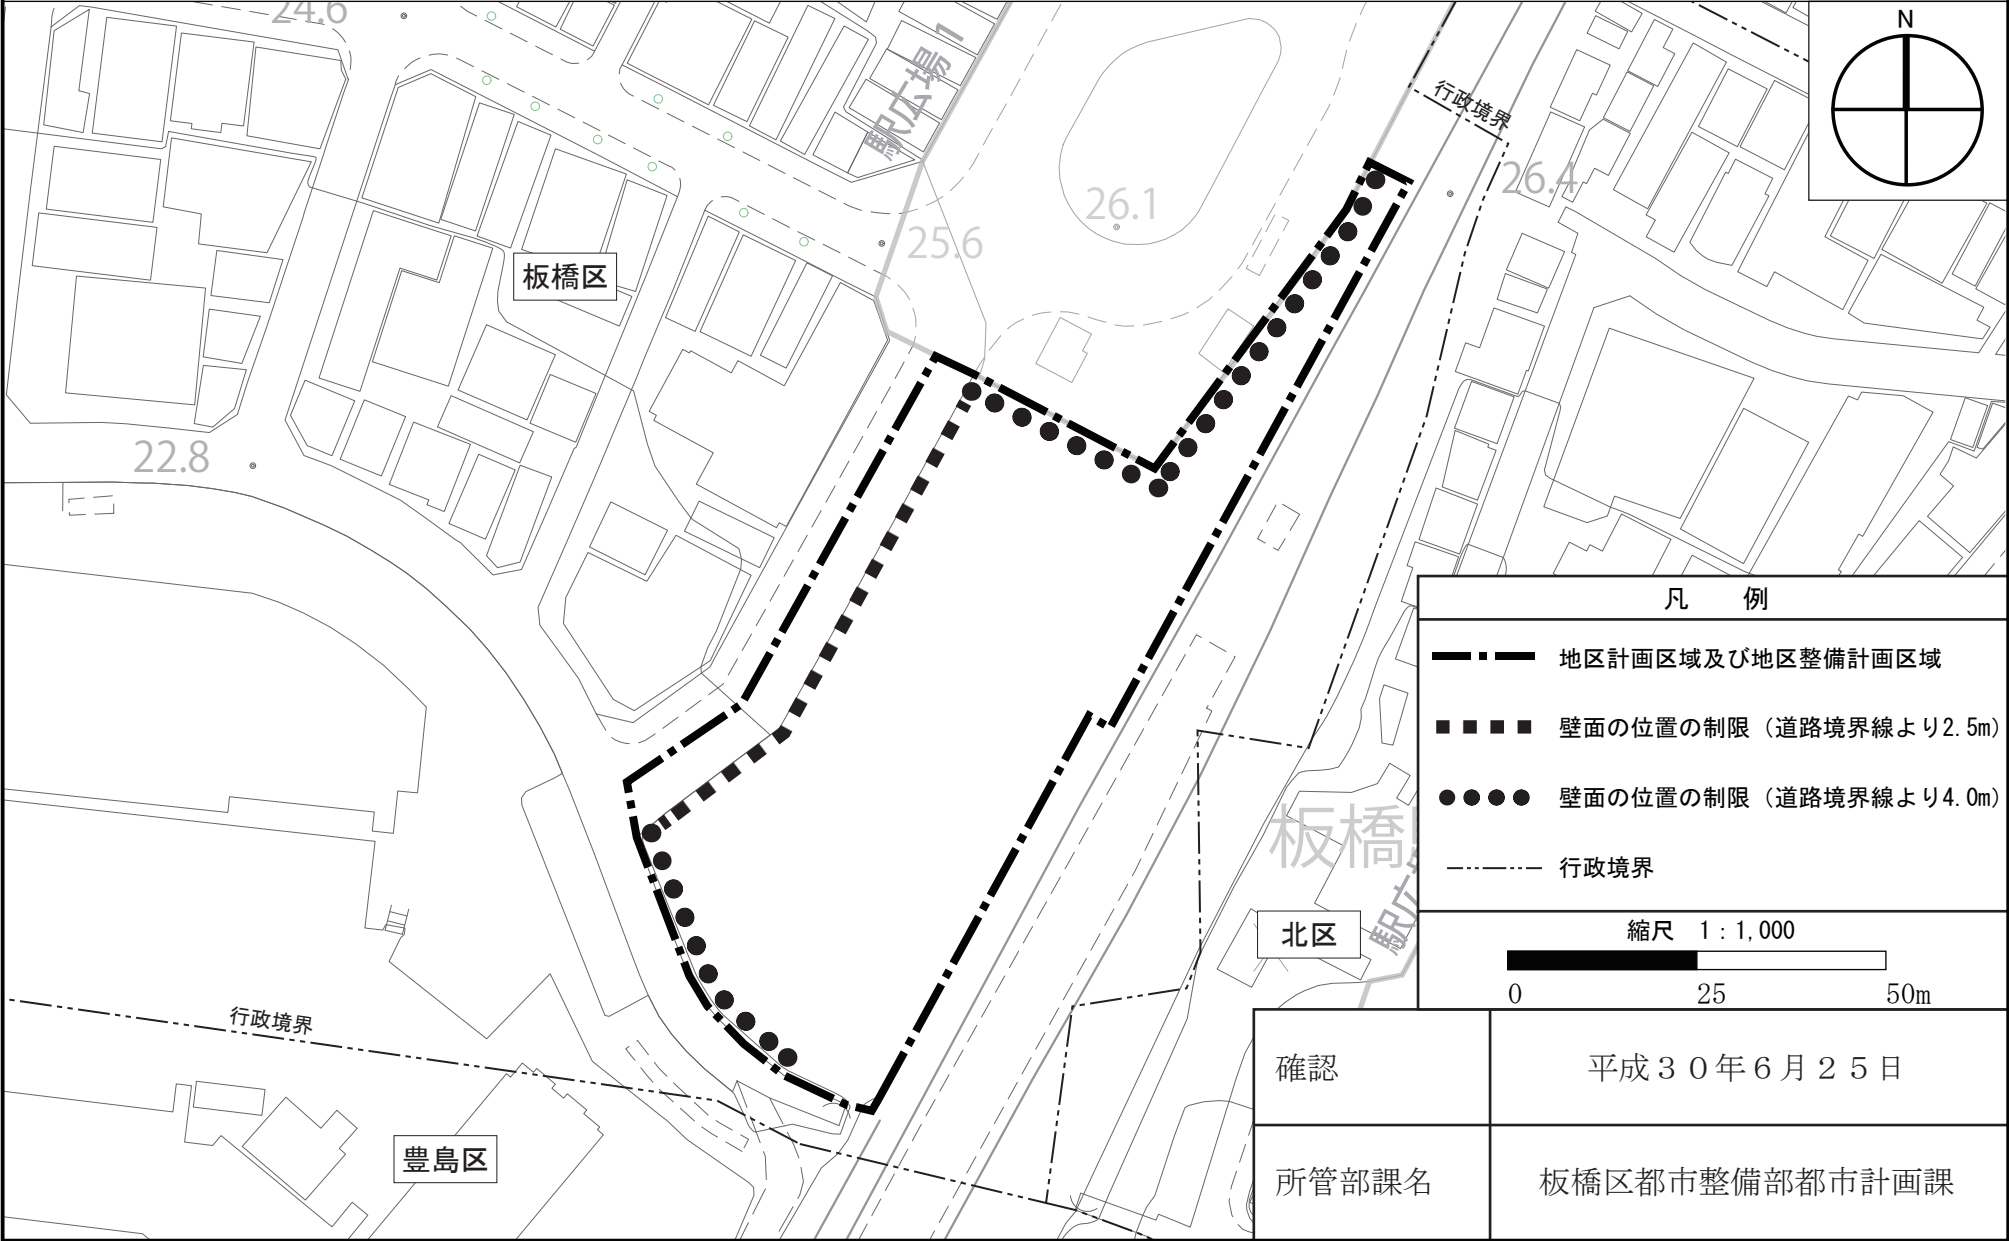 24.6
駅広場1
行政境界
N
26.4
26.1
25.6
板橋区
22.8
凡 例
地区計画区域及び地区整備計画区域
壁面の位置の制限（道路境界線より2.5m）
壁面の位置の制限（道路境界線より4.0m）
行政境界
板橋
駅広
北区
縮尺 1：1,000
0 25 50m
行政境界
豊島区
確認 平成３０年６月２５日
所管部課名 板橋区都市整備部都市計画課